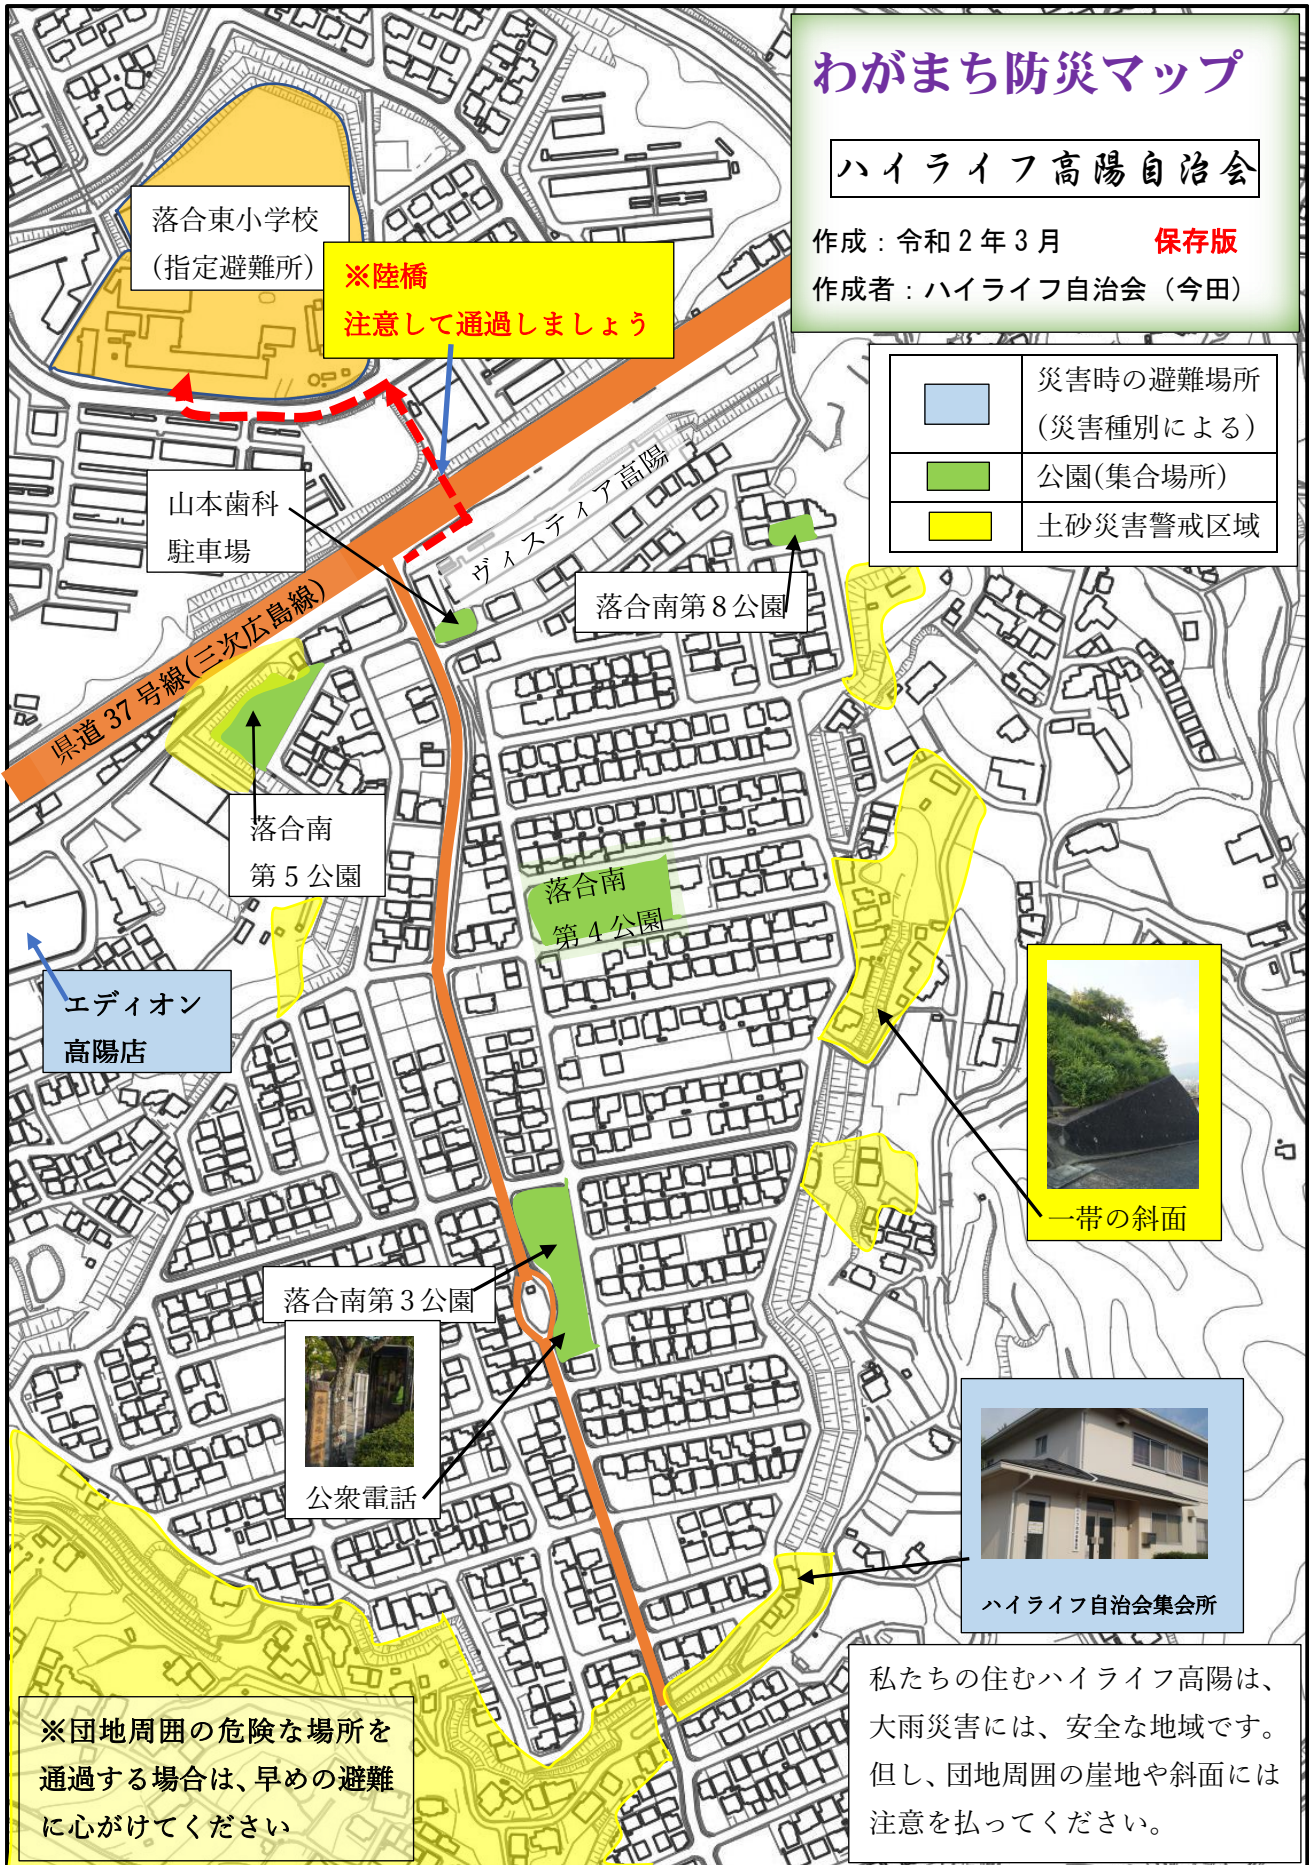 わがまち防災マップ
ハイライフ高陽自治会
作成：令和２年３月 保存版
作成者：ハイライフ自治会（今田）
災害時の避難場所
(災害種別による)
公園(集合場所)
土砂災害警戒区域
落合東小学校
(指定避難所)
※陸橋
注意して通過しましょう
山本歯科
駐車場
ヴィスティア高陽
落合南第８公園
県道 37 号線(三次広島線)
落合南
第５公園
落合南
第４公園
エディオン
高陽店
一帯の斜面
落合南第３公園
公衆電話
ハイライフ自治会集会所
※団地周囲の危険な場所を
通過する場合は、早めの避難
に心がけてください
私たちの住むハイライフ高陽は、
大雨災害には、安全な地域です。
但し、団地周囲の崖地や斜面には
注意を払ってください。